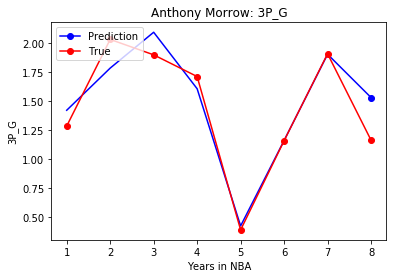 Anthony Morrow: 3P_G
Prediction
True
2.00
1.75
1.50
1.25
1.00
0.75
0.50
3P_G
1 2 3 4 5 6 7 8
Years in NBA